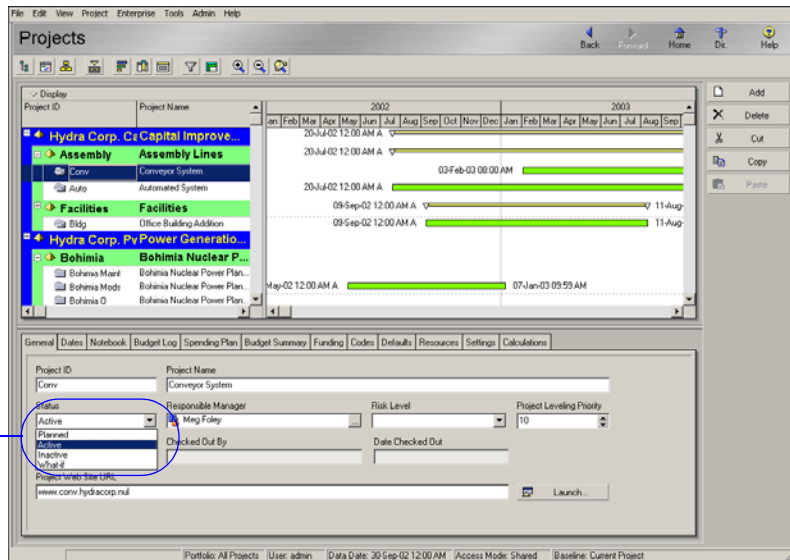 File Edit View Project Enterprise Tools Admin Help
Projects
Back Forward Home Dir. Help
Display
Project ID Project Name
2002 2003
an Feb Mar Apr May Jun Jul Aug Sep Oct Nov Dec Jan Feb Mar Apr May Jun Jul Aug Sep
Hydra Corp. Ca Capital Improve... 20-Jul-02 12:00 AM A
Assembly Assembly Lines 20-Jul-02 12:00 AM A
Conv Conveyor System 03-Feb-03 08:00 AM
Auto Automated System 20-Jul-02 12:00 AM A
Facilities Facilities 09-Sep-02 12:00 AM A 11-Aug-
Bldg Office Building Addition 09-Sep-02 12:00 AM A 11-Aug-
Hydra Corp. Pv Power Generatio...
Bohimia Bohimia Nuclear P...
Bohimia Maint Bohimia Nuclear Power Plan...
Bohimia Mods Bohimia Nuclear Power Plan... May-02 12:00 AM A 07-Jan-03 09:59 AM
Bohimia O Bohimia Nuclear Power Plan...
Add
Delete
Cut
Copy
Paste
General Dates Notebook Budget Log Spending Plan Budget Summary Funding Codes Defaults Resources Settings Calculations
Project ID Project Name
Conv Conveyor System
Status Responsible Manager Risk Level Project Leveling Priority
Active Meg Foley ... 10
Planned
Active
Inactive
What-if
Checked Out By Date Checked Out
Project Web Site URL
www.conv.hydracorp.nul Launch...
Portfolio: All Projects User: admin Data Date: 30-Sep-02 12:00 AM Access Mode: Shared Baseline: Current Project